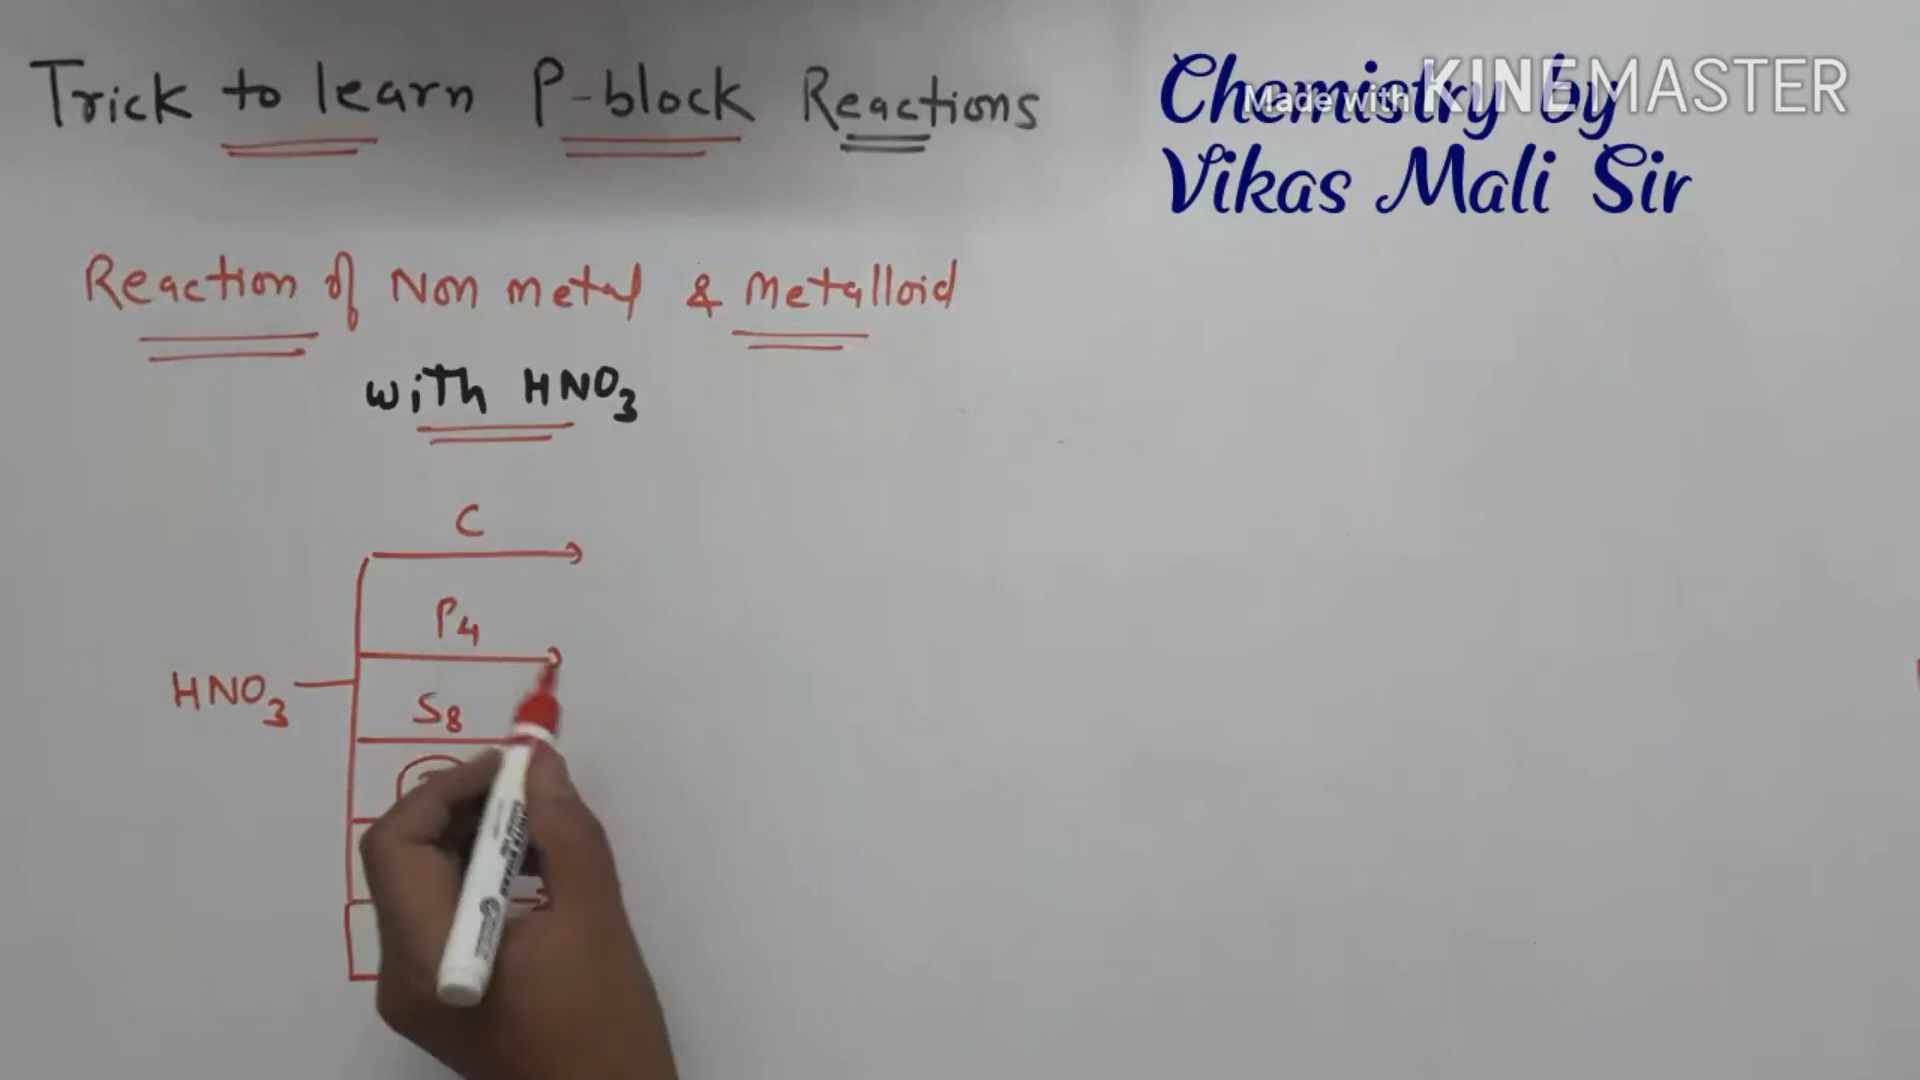 Trick to learn P-block Reactions
Chemistry by
Made with KINEMASTER
Vikas Mali Sir
Reaction of Non metal & Metalloid
with HNO3
C
P4
HNO3
S8